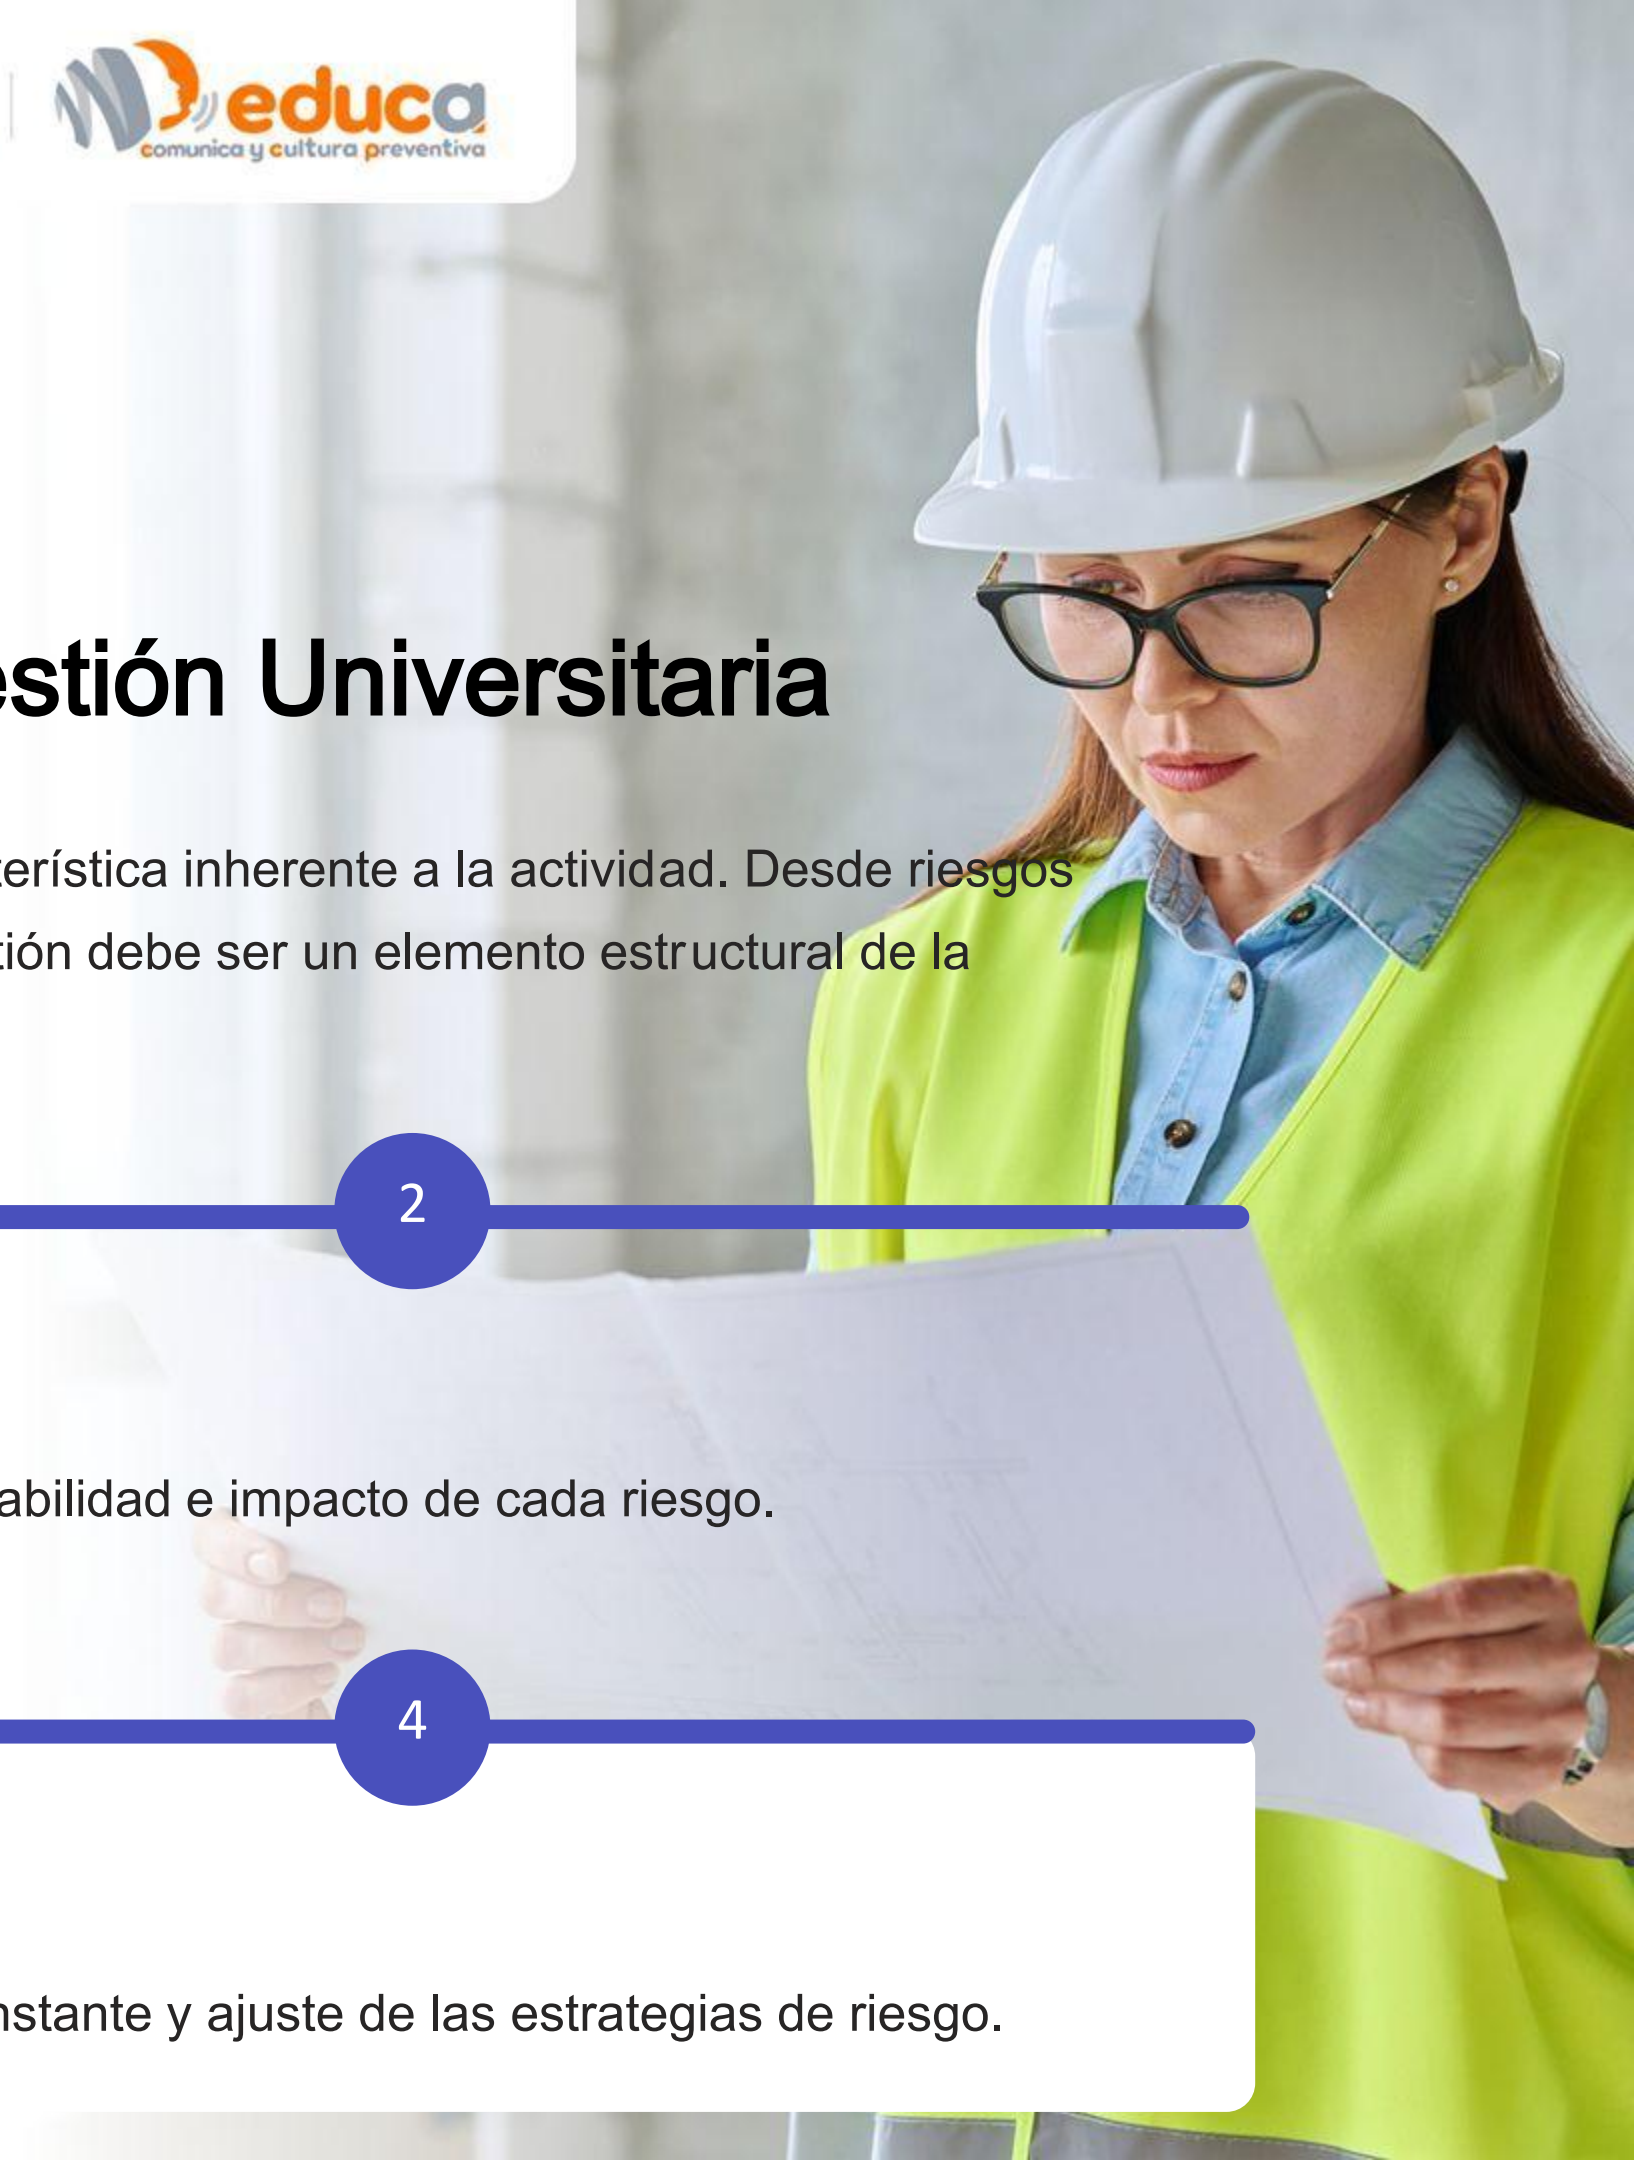 educa
comunica y cultura preventiva
estión Universitaria
terística inherente a la actividad. Desde riesgos
tión debe ser un elemento estructural de la
2
abilidad e impacto de cada riesgo.
4
nstante y ajuste de las estrategias de riesgo.